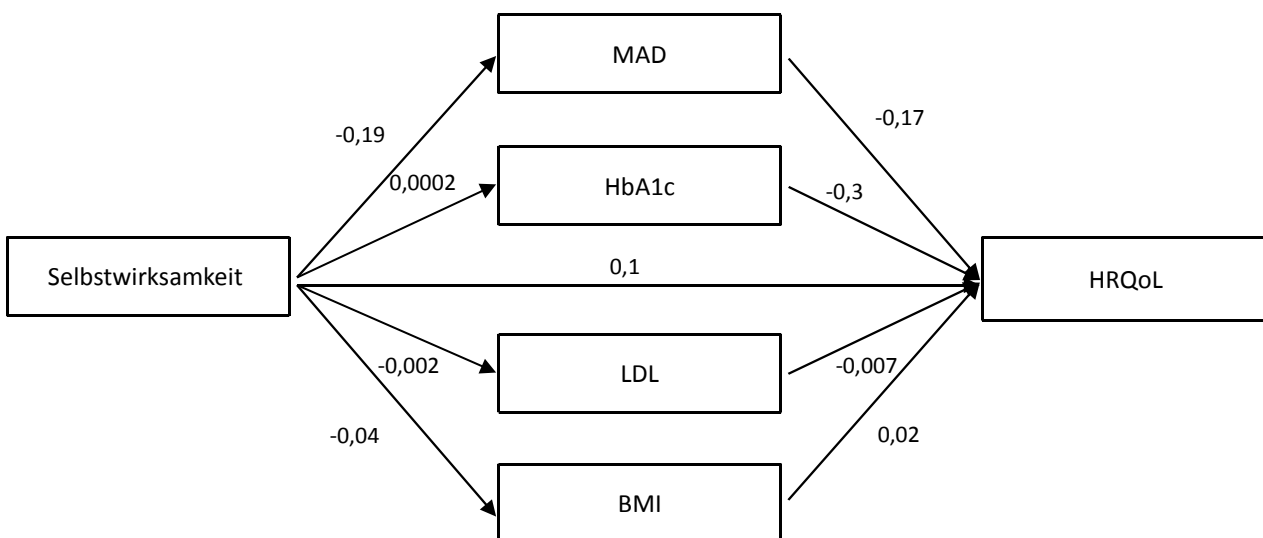 MAD
-0,19
-0,17
0,0002
HbA1c
-0,3
Selbstwirksamkeit
0,1
HRQoL
-0,002
LDL
-0,007
-0,04
0,02
BMI